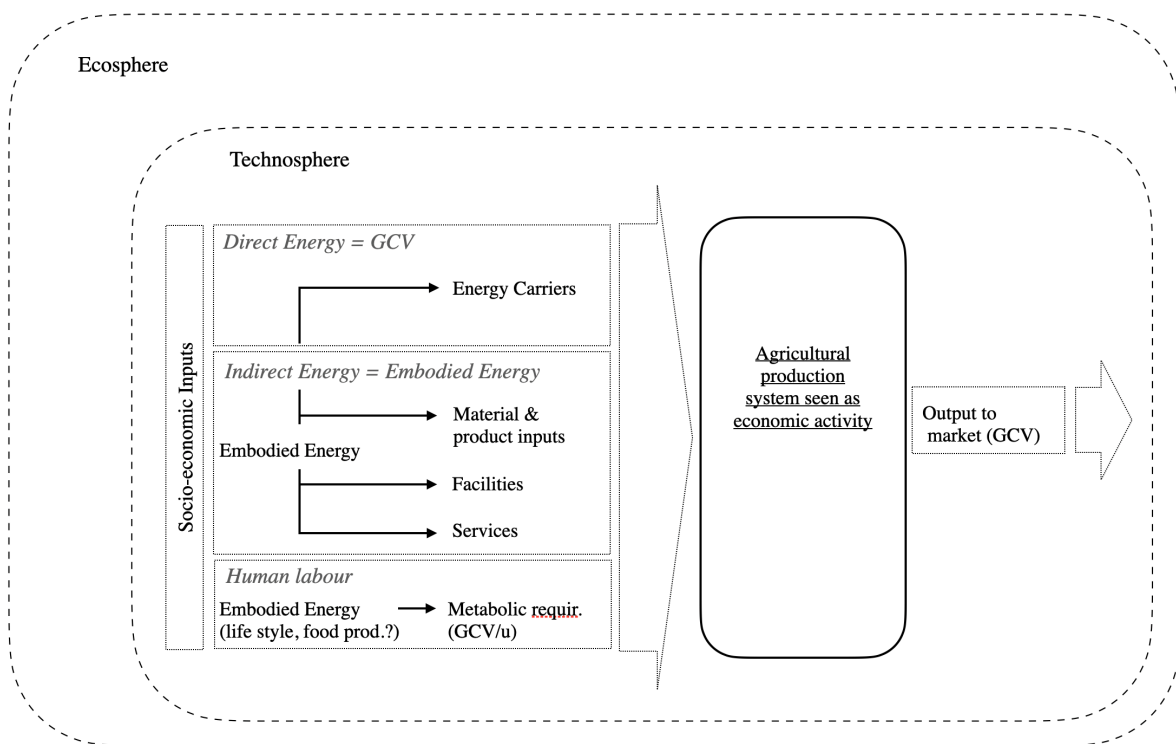 Ecosphere
Technosphere
Socio-economic Inputs
Direct Energy = GCV
Energy Carriers
Indirect Energy = Embodied Energy
Material &
product inputs
Embodied Energy
Facilities
Services
Human labour
Embodied Energy
(life style, food prod.?)
Metabolic requir.
(GCV/u)
Agricultural
production
system seen as
economic activity
Output to
market (GCV)